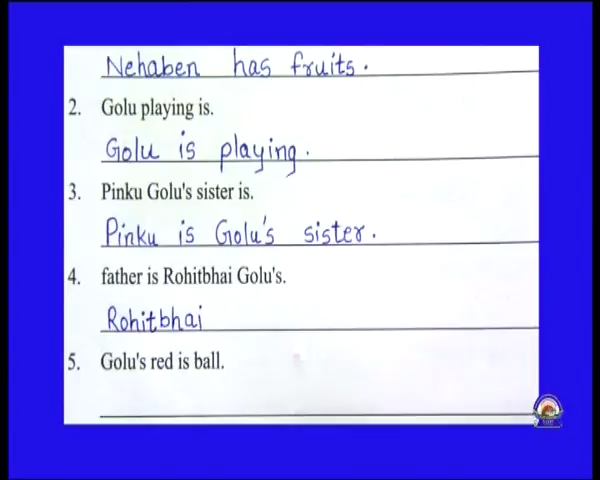 Nehaben has fruits.
2. Golu playing is.
Golu is playing.
3. Pinku Golu's sister is.
Pinku is Golu's sister.
4. father is Rohitbhai Golu's.
Rohitbhai
5. Golu's red is ball.